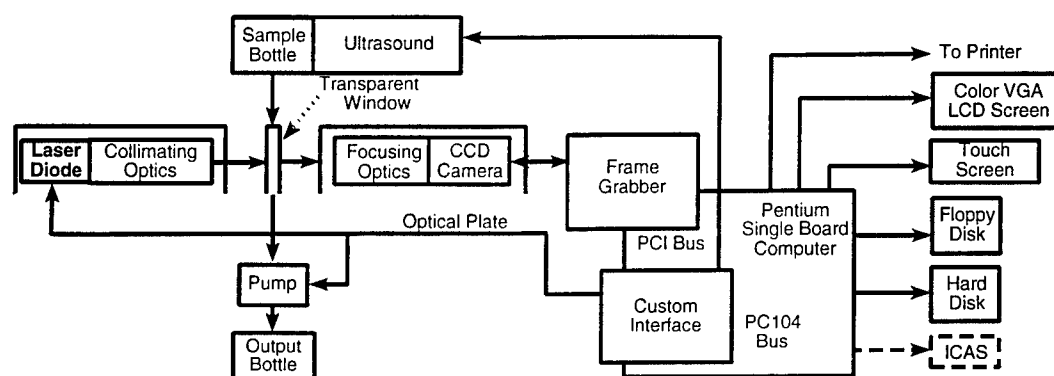 Sample
Bottle
Ultrasound
Transparent
Window
To Printer
Color VGA
LCD Screen
Laser
Diode
Collimating
Optics
Focusing
Optics
CCD
Camera
Frame
Grabber
Touch
Screen
Optical Plate
PCI Bus
Pentium
Single Board
Computer
Floppy
Disk
Pump
Custom
Interface
PC104
Bus
Hard
Disk
Output
Bottle
ICAS